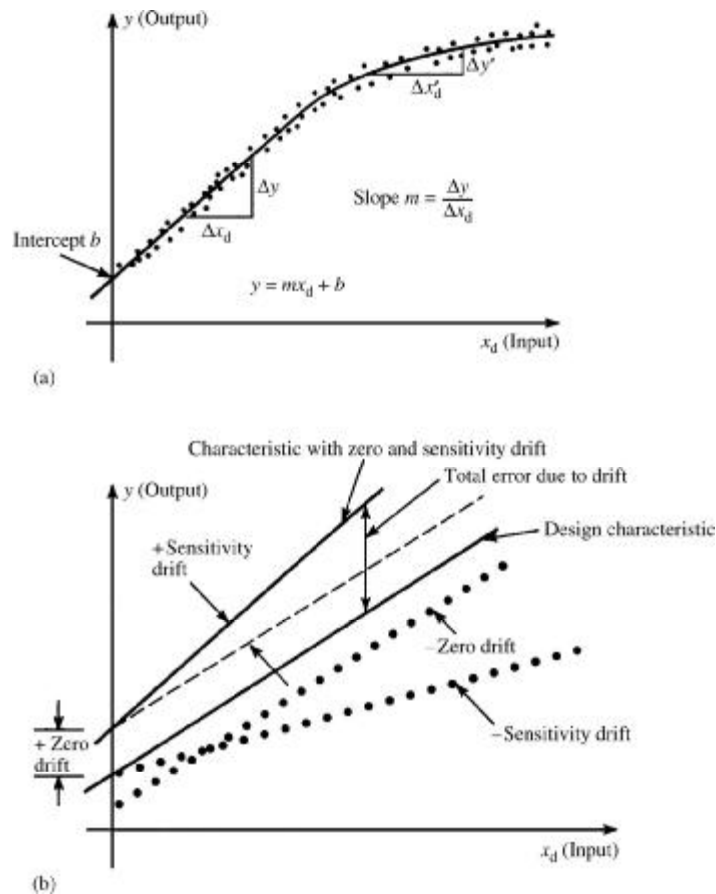 y (Output)
Δy'
Δx'd
Δy
Slope m = Δy/Δxd
Δxd
Intercept b
y = mxd + b
xd (Input)
(a)
Characteristic with zero and sensitivity drift
y (Output)
Total error due to drift
Design characteristic
+Sensitivity
drift
–Zero drift
+ Zero
drift
–Sensitivity drift
xd (Input)
(b)